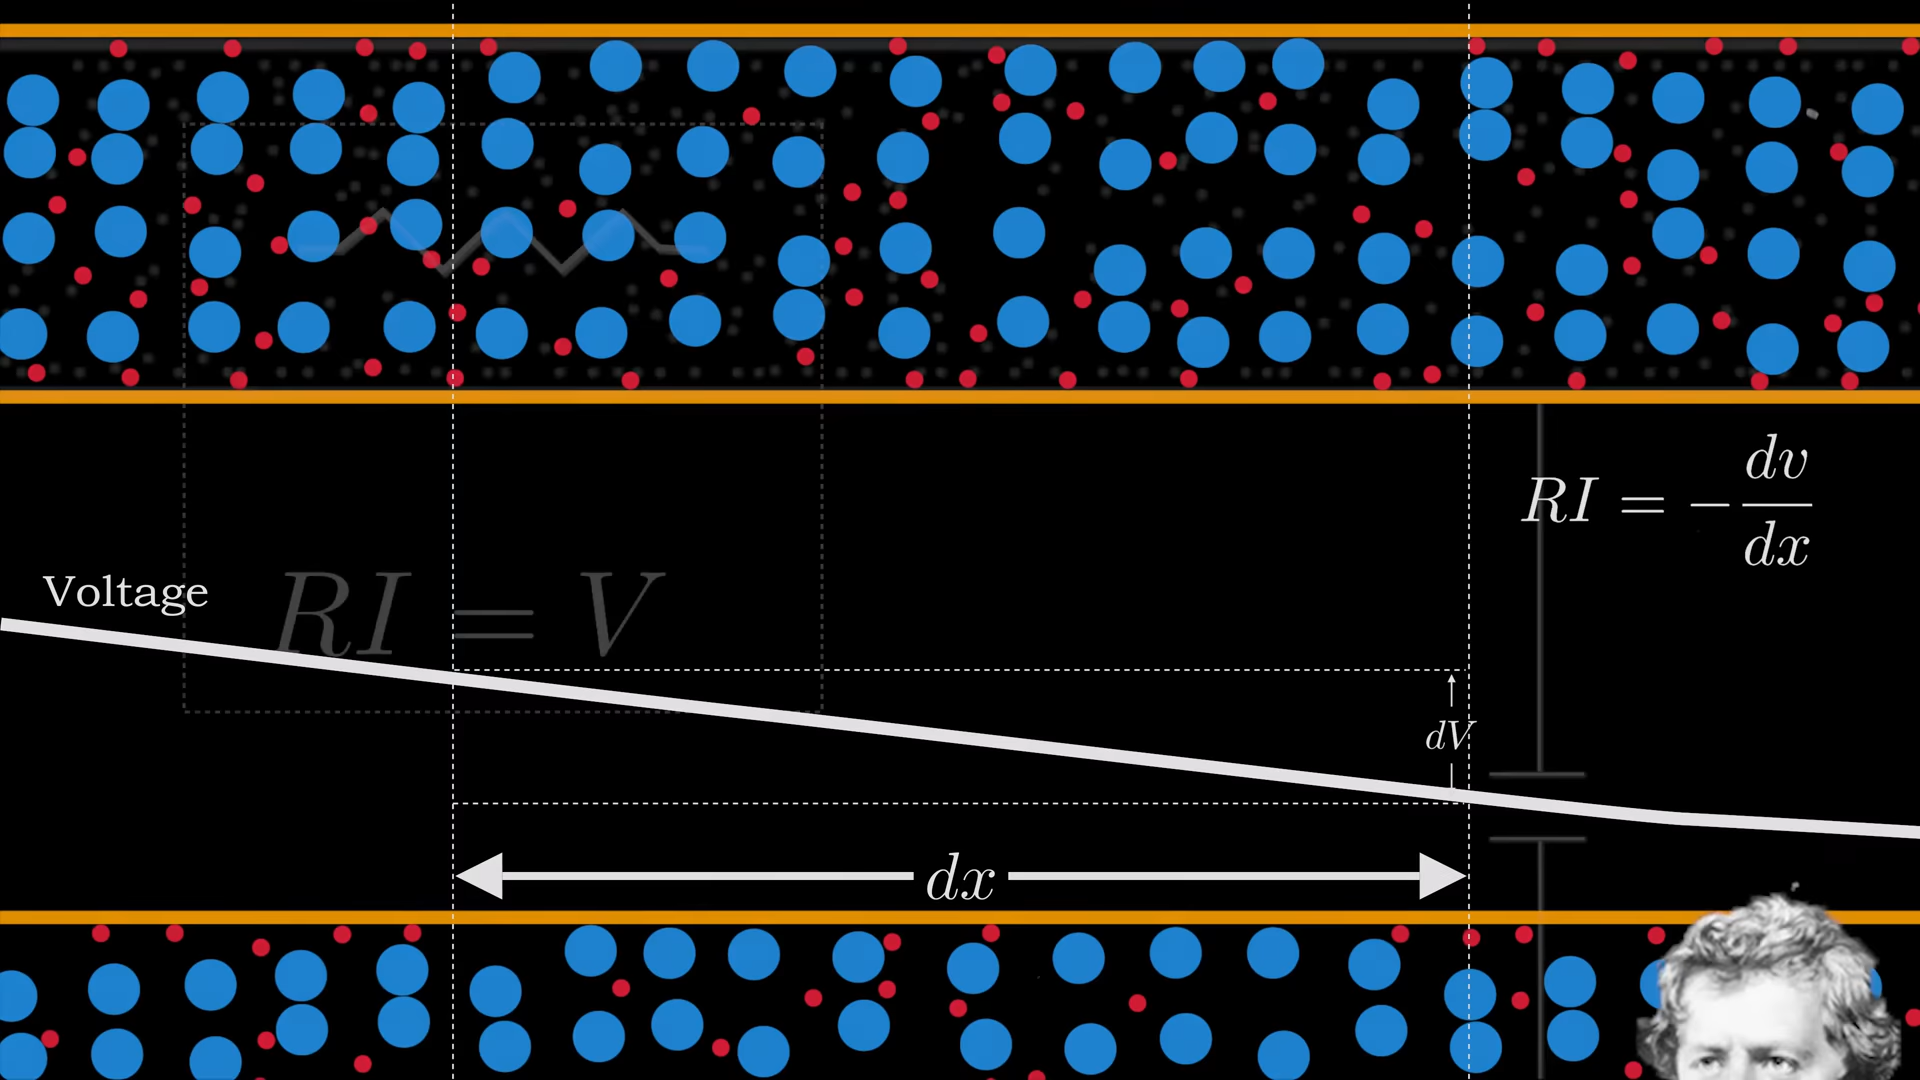 RI = -dv/dx
Voltage
RI = V
dV
dx